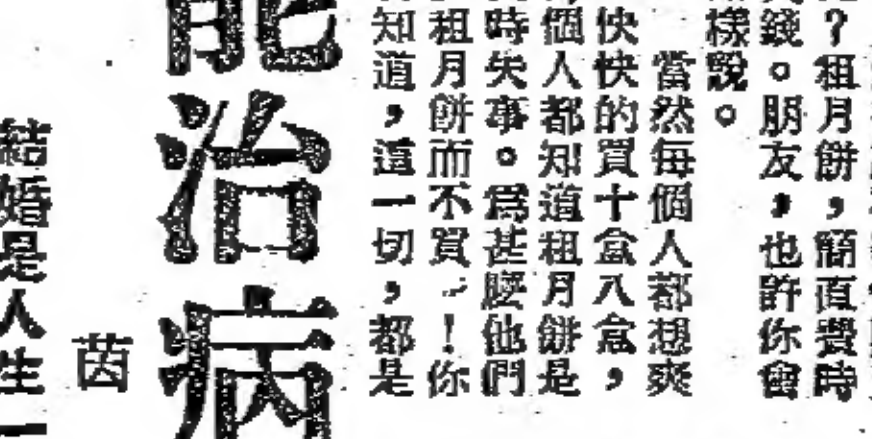 ？租月餅，簡直費時
錢。朋友，也許你會
樣說。
當然每個人都想爽
快快的買十盒八盒，
個人都知道租月餅是
時失事。爲甚麼他們
租月餅而不買，！你
知道，這一切，都是
能治病
茵
結婚是人生一